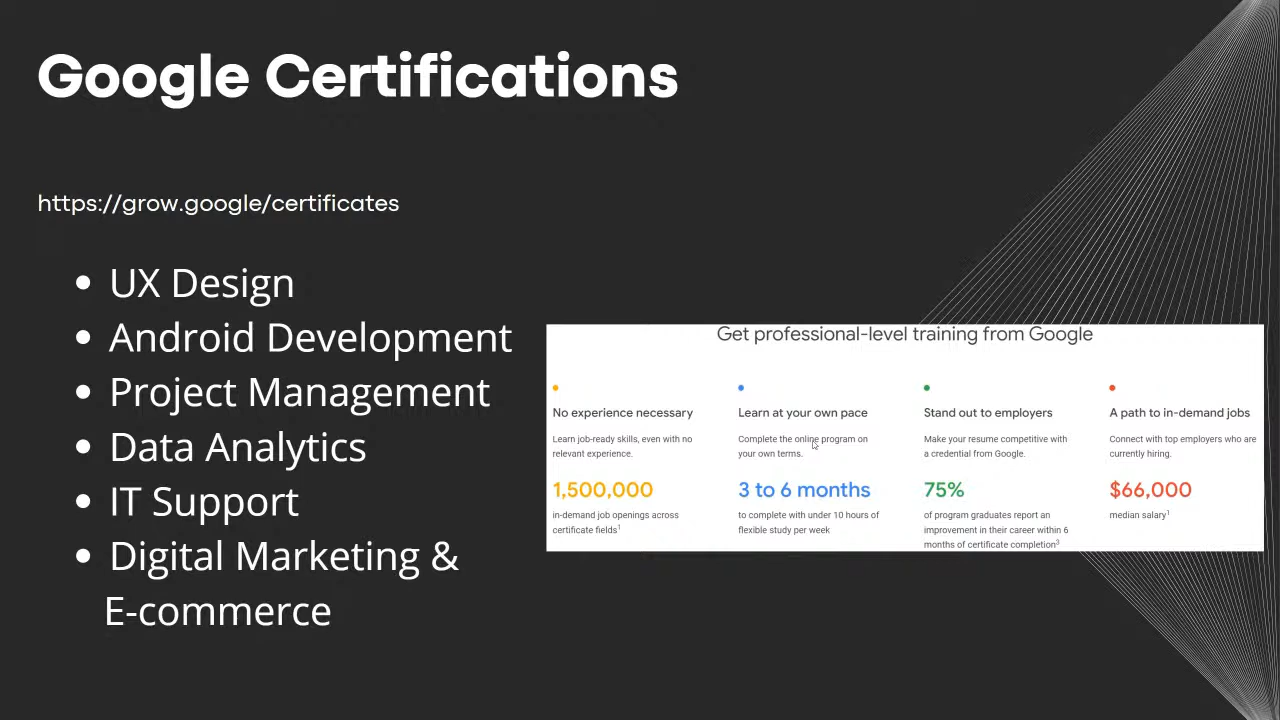 Google Certifications
https://grow.google/certificates
• UX Design
• Android Development
• Project Management
• Data Analytics
• IT Support
• Digital Marketing &
E-commerce
Get professional-level training from Google
No experience necessary
Learn job-ready skills, even with no
relevant experience.
1,500,000
in-demand job openings across
certificate fields¹
Learn at your own pace
Complete the online program on
your own terms.
3 to 6 months
to complete with under 10 hours of
flexible study per week
Stand out to employers
Make your resume competitive with
a credential from Google.
75%
of program graduates report an
improvement in their career within 6
months of certificate completion³
A path to in-demand jobs
Connect with top employers who are
currently hiring.
$66,000
median salary¹